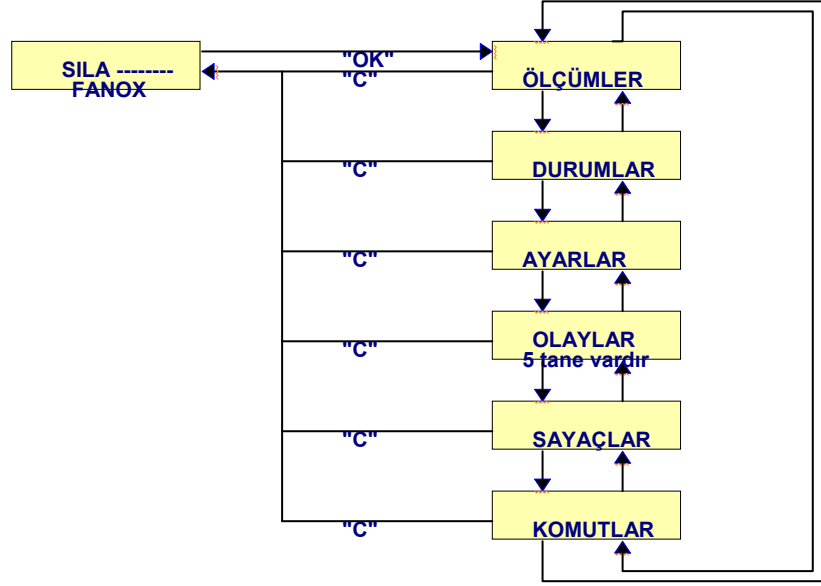 SILA --------
FANOX
"OK"
"C"
ÖLÇÜMLER
"C"
DURUMLAR
"C"
AYARLAR
"C"
OLAYLAR
5 tane vardır
"C"
SAYAÇLAR
"C"
KOMUTLAR